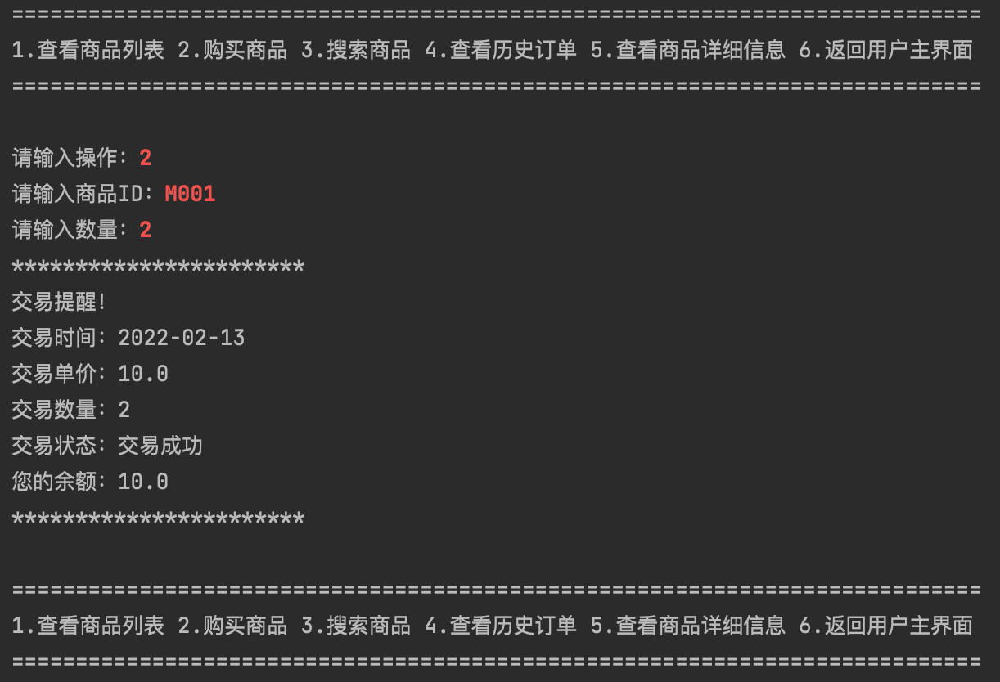 ============================================================================
1.查看商品列表 2.购买商品 3.搜索商品 4.查看历史订单 5.查看商品详细信息 6.返回用户主界面
============================================================================
请输入操作：2
请输入商品ID：M001
请输入数量：2
***********************
交易提醒！
交易时间：2022-02-13
交易单价：10.0
交易数量：2
交易状态：交易成功
您的余额：10.0
***********************
============================================================================
1.查看商品列表 2.购买商品 3.搜索商品 4.查看历史订单 5.查看商品详细信息 6.返回用户主界面
============================================================================